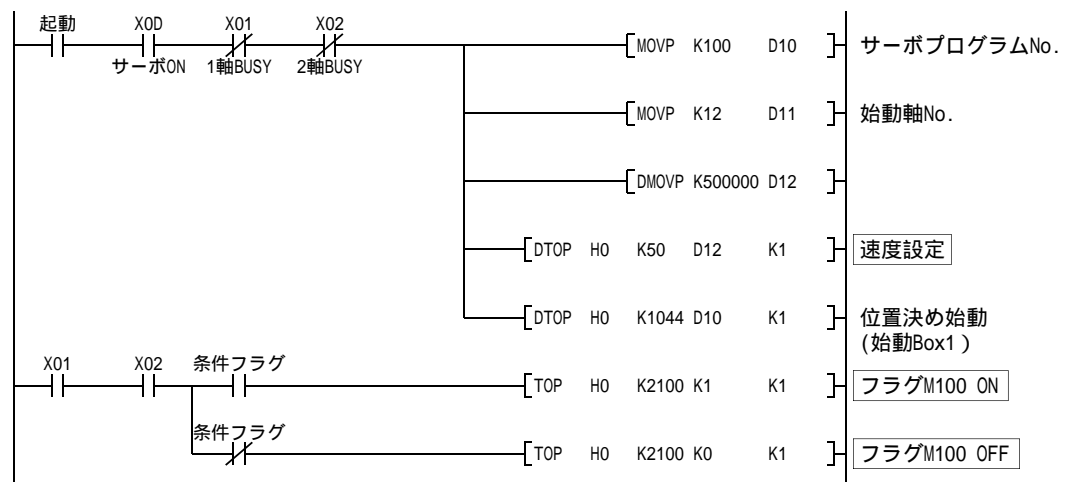 起動 X0D X01 X02
[MOVP K100 D10 ] サーボプログラムNo.
サーボON 1軸BUSY 2軸BUSY
[MOVP K12 D11 ] 始動軸No.
[DMOVP K500000 D12 ]
[DTOP H0 K50 D12 K1 ] 速度設定
[DTOP H0 K1044 D10 K1 ] 位置決め始動
(始動Box1)
X01 X02 条件フラグ
[TOP H0 K2100 K1 K1 ] フラグM100 ON
条件フラグ
[TOP H0 K2100 K0 K1 ] フラグM100 OFF